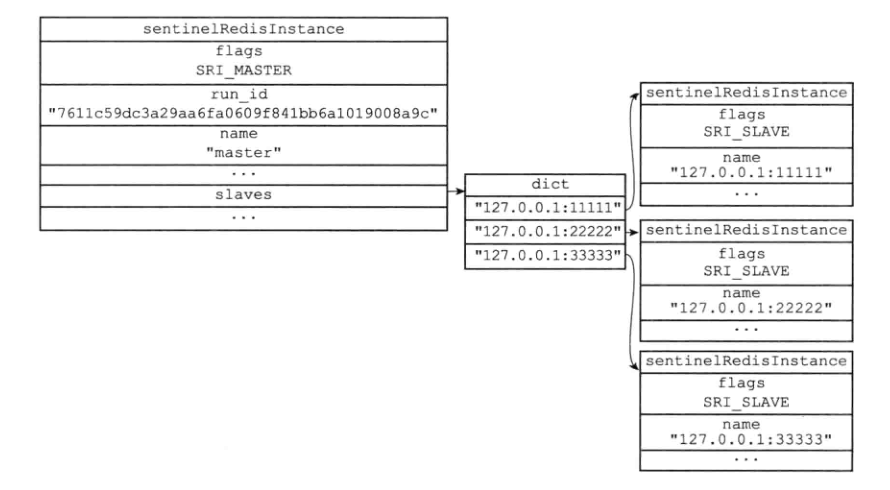 sentinelRedisInstance
flags
SRI_MASTER
run_id
"7611c59dc3a29aa6fa0609f841bb6a1019008a9c"
name
"master"
...
slaves
...
dict
"127.0.0.1:11111"
"127.0.0.1:22222"
"127.0.0.1:33333"
sentinelRedisInstance
flags
SRI_SLAVE
name
"127.0.0.1:11111"
...
sentinelRedisInstance
flags
SRI_SLAVE
name
"127.0.0.1:22222"
...
sentinelRedisInstance
flags
SRI_SLAVE
name
"127.0.0.1:33333"
...